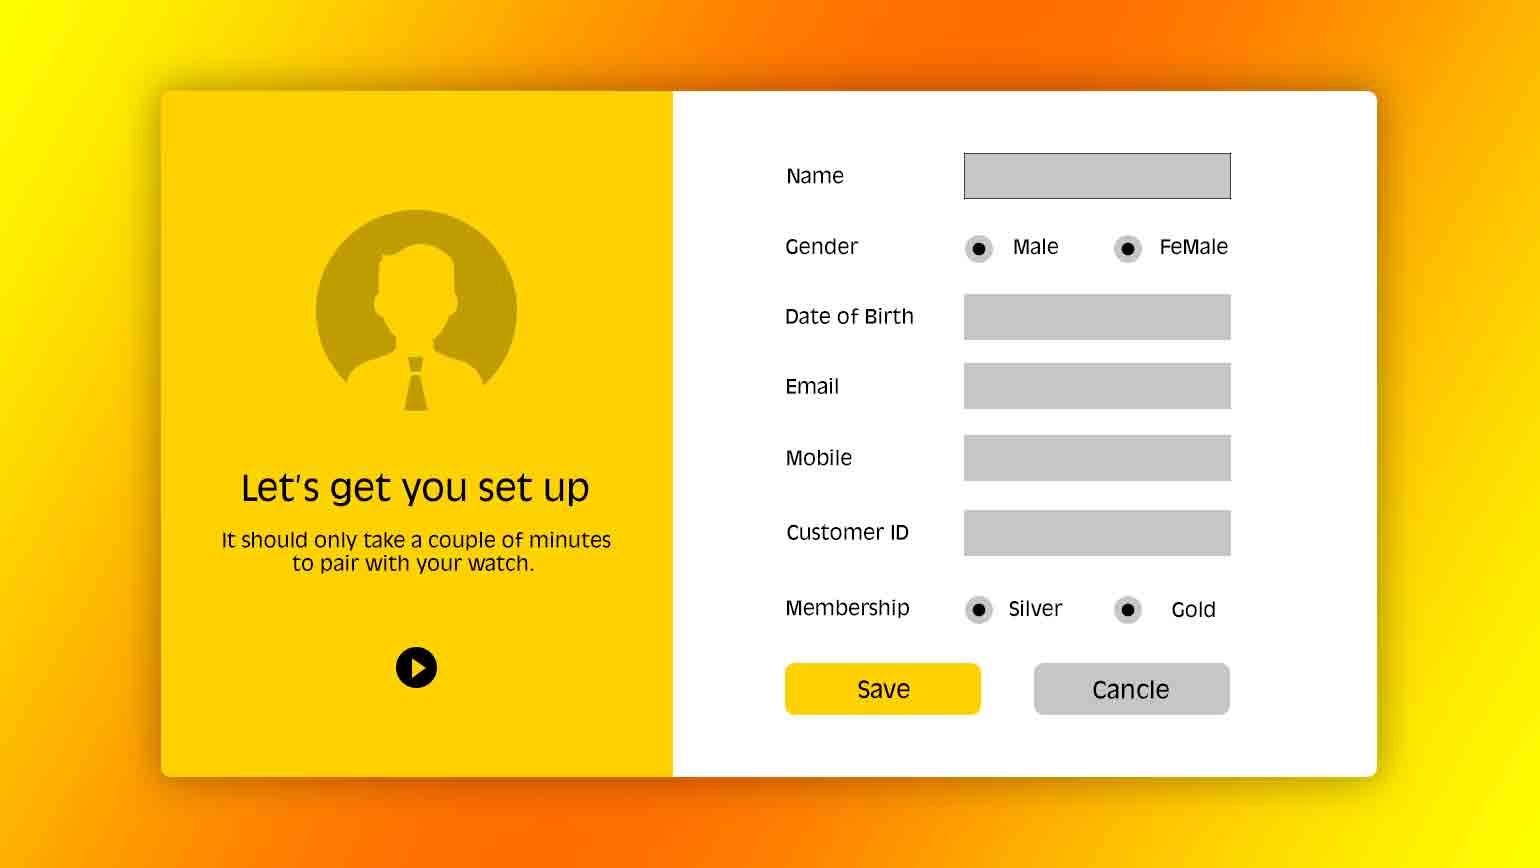 Let's get you set up
It should only take a couple of minutes
to pair with your watch.
Name
Gender
Male
FeMale
Date of Birth
Email
Mobile
Customer ID
Membership
Silver
Gold
Save
Cancle